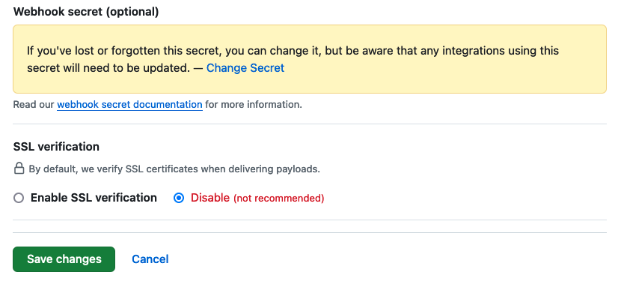 Webhook secret (optional)
If you've lost or forgotten this secret, you can change it, but be aware that any integrations using this
secret will need to be updated. — Change Secret
Read our webhook secret documentation for more information.
SSL verification
By default, we verify SSL certificates when delivering payloads.
Enable SSL verification Disable (not recommended)
Save changes Cancel